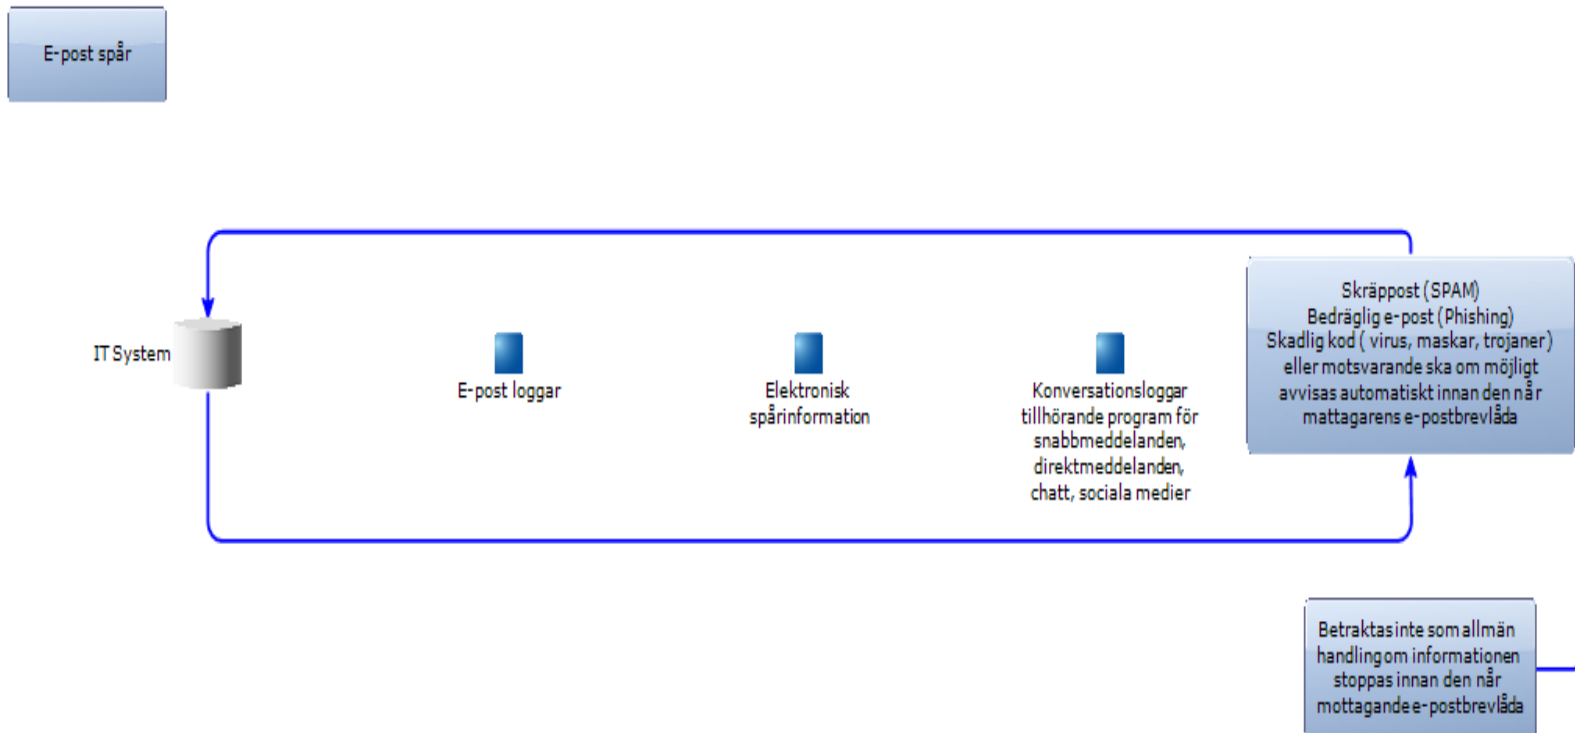 E-post spår
IT System
E-post loggar
Elektronisk
spårinformation
Konversationsloggar
tillhörande program för
snabbmeddelanden,
direktmeddelanden,
chatt, sociala medier
Skräppost (SPAM)
Bedräglig e-post (Phishing)
Skadlig kod ( virus, maskar, trojaner)
eller motsvarande ska om möjligt
avvisas automatiskt innan den når
mattagarens e-postbrevlåda
Betraktas inte som allmän
handling om informationen
stoppas innan den når
mottagande e-postbrevlåda